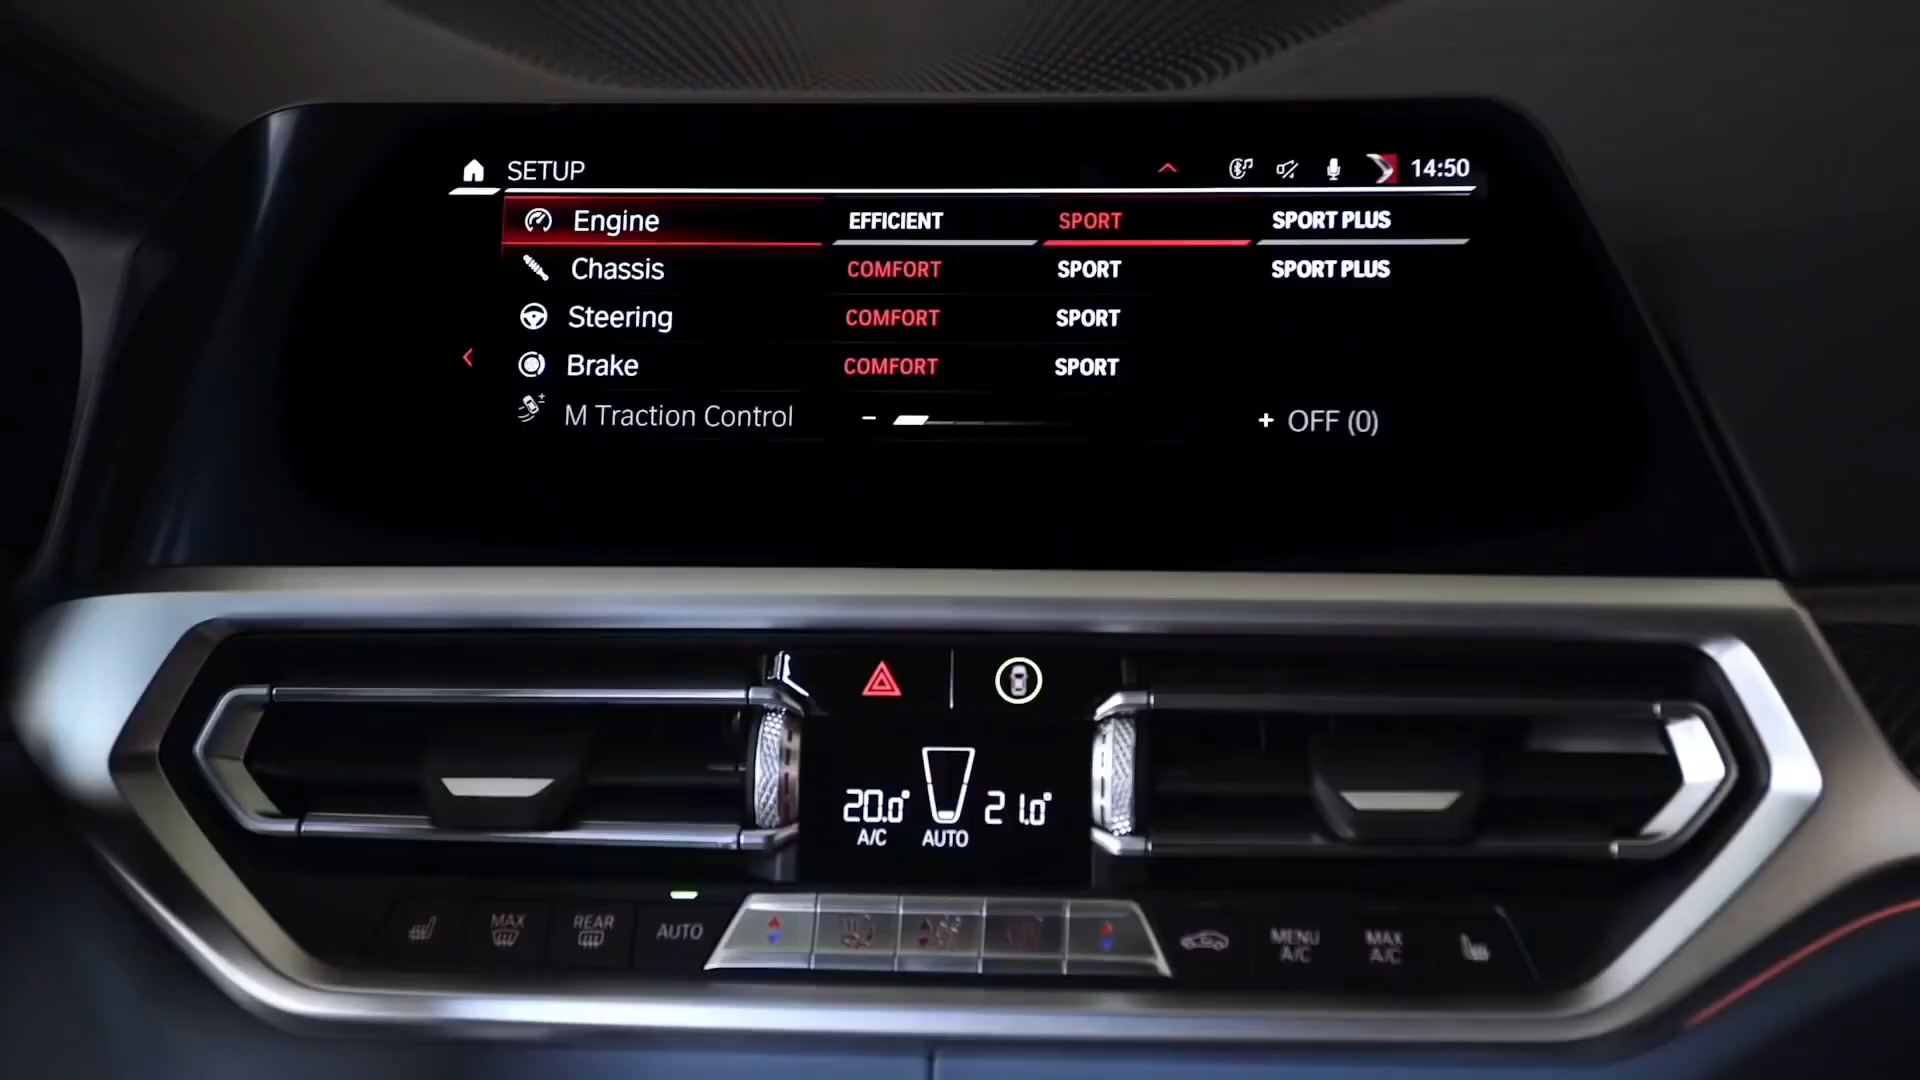 SETUP 14:50
Engine EFFICIENT SPORT SPORT PLUS
Chassis COMFORT SPORT SPORT PLUS
Steering COMFORT SPORT
Brake COMFORT SPORT
M Traction Control − + OFF (0)
20.0° 21.0°
A/C AUTO
MAX REAR AUTO MENU A/C MAX A/C